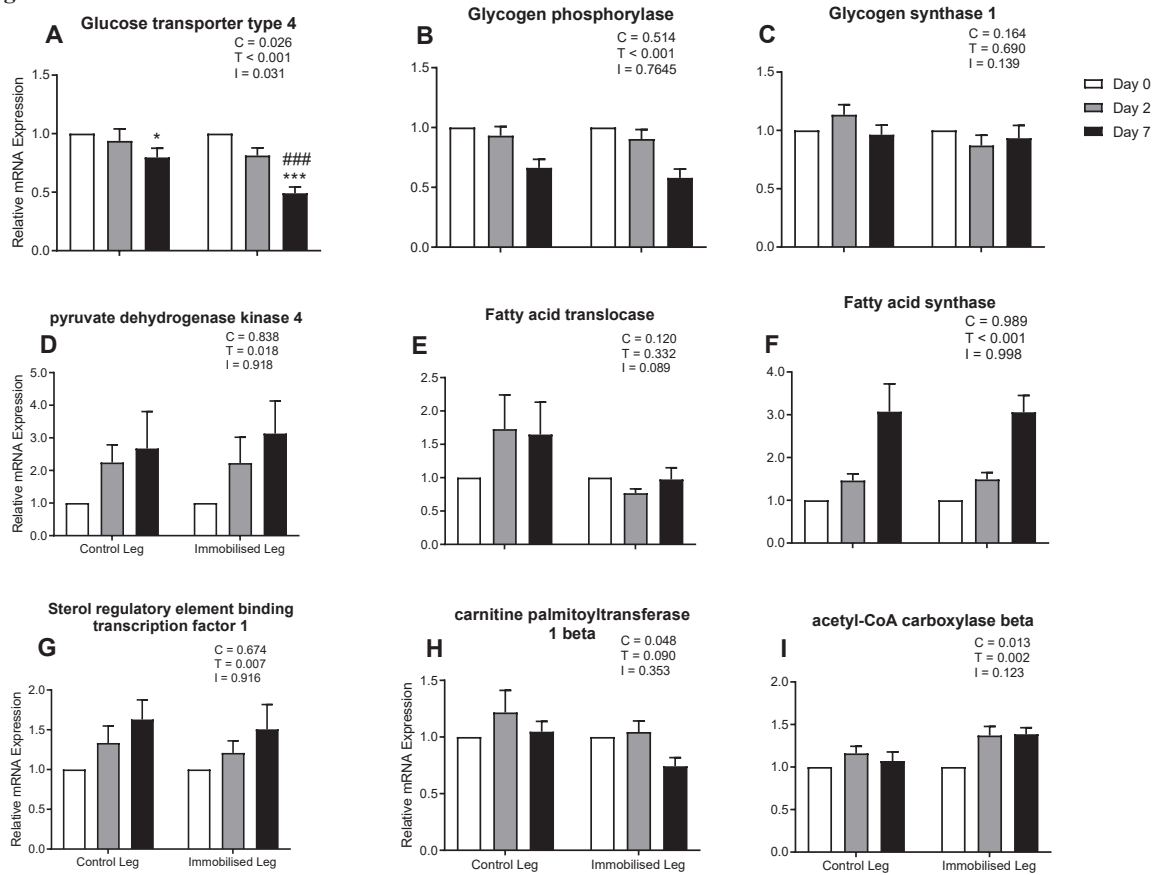 Glucose transporter type 4
A
C = 0.026
T < 0.001
I = 0.031
Relative mRNA Expression
1.5
1.0
0.5
0.0
*
###
***
Glycogen phosphorylase
B
C = 0.514
T < 0.001
I = 0.7645
1.5
1.0
0.5
0.0
Glycogen synthase 1
C
C = 0.164
T = 0.690
I = 0.139
1.5
1.0
0.5
0.0
Day 0
Day 2
Day 7
pyruvate dehydrogenase kinase 4
D
C = 0.838
T = 0.018
I = 0.918
Relative mRNA Expression
5.0
4.0
3.0
2.0
1.0
0.0
Control Leg
Immobilised Leg
Fatty acid translocase
E
C = 0.120
T = 0.332
I = 0.089
2.5
2.0
1.5
1.0
0.5
0.0
Fatty acid synthase
F
C = 0.989
T < 0.001
I = 0.998
4.0
3.0
2.0
1.0
0.0
Sterol regulatory element binding
transcription factor 1
G
C = 0.674
T = 0.007
I = 0.916
Relative mRNA Expression
2.0
1.5
1.0
0.5
0.0
Control Leg
Immobilised Leg
carnitine palmitoyltransferase
1 beta
H
C = 0.048
T = 0.090
I = 0.353
Relative mRNA Expression
1.5
1.0
0.5
0.0
Control Leg
Immobilised Leg
acetyl-CoA carboxylase beta
I
C = 0.013
T = 0.002
I = 0.123
2.0
1.5
1.0
0.5
0.0
Control Leg
Immobilised Leg